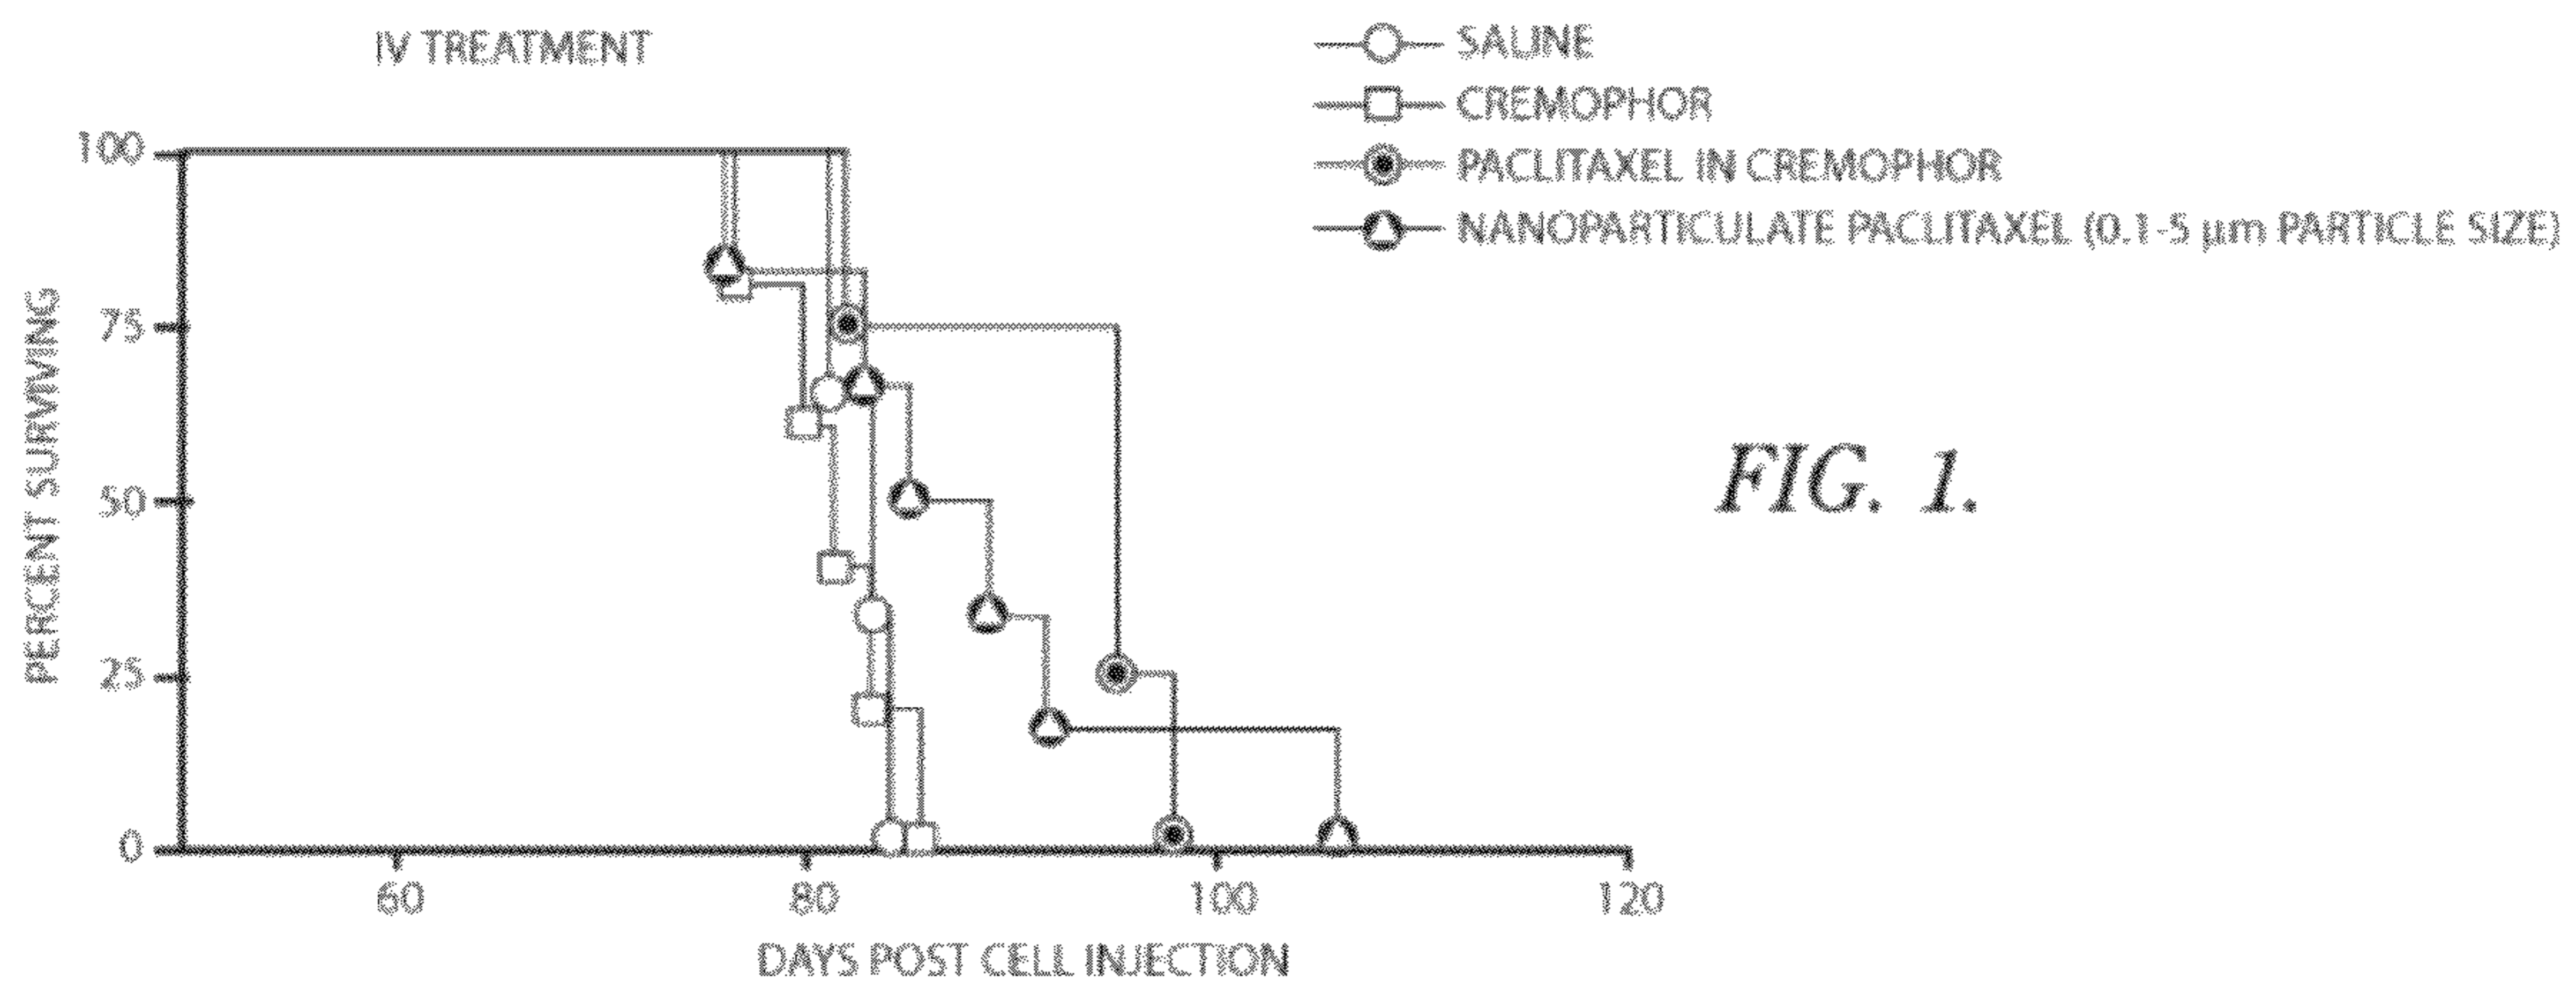 IV TREATMENT
SALINE
CREMOPHOR
PACLITAXEL IN CREMOPHOR
NANOPARTICULATE PACLITAXEL (0.1-5 µm PARTICLE SIZE)
PERCENT SURVIVING
100
75
50
25
0
60
80
100
120
DAYS POST CELL INJECTION
FIG. 1.